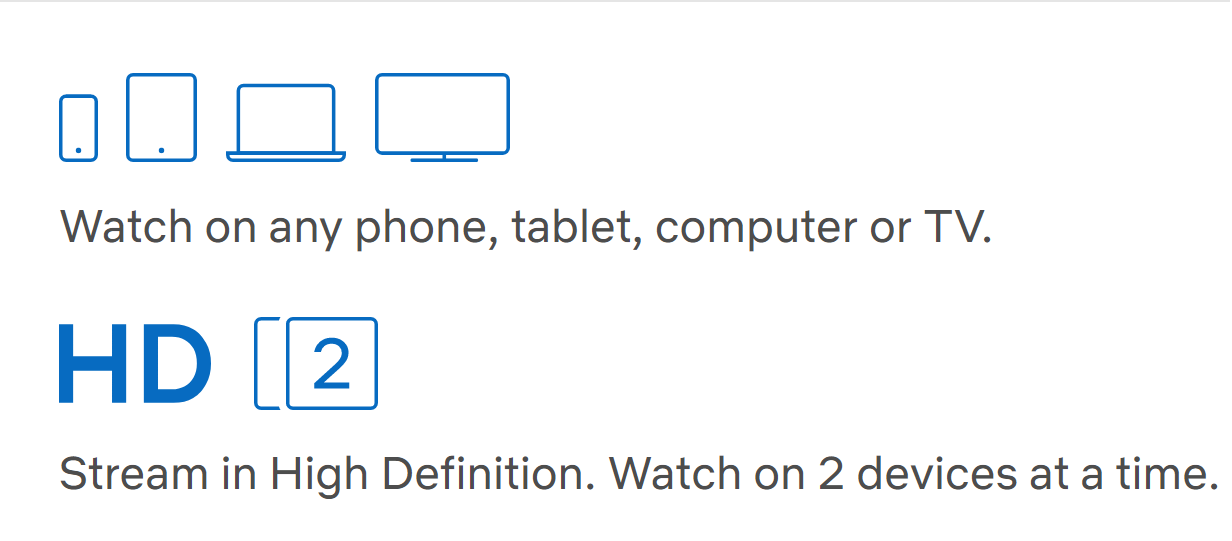 Watch on any phone, tablet, computer or TV.
HD 2
Stream in High Definition. Watch on 2 devices at a time.